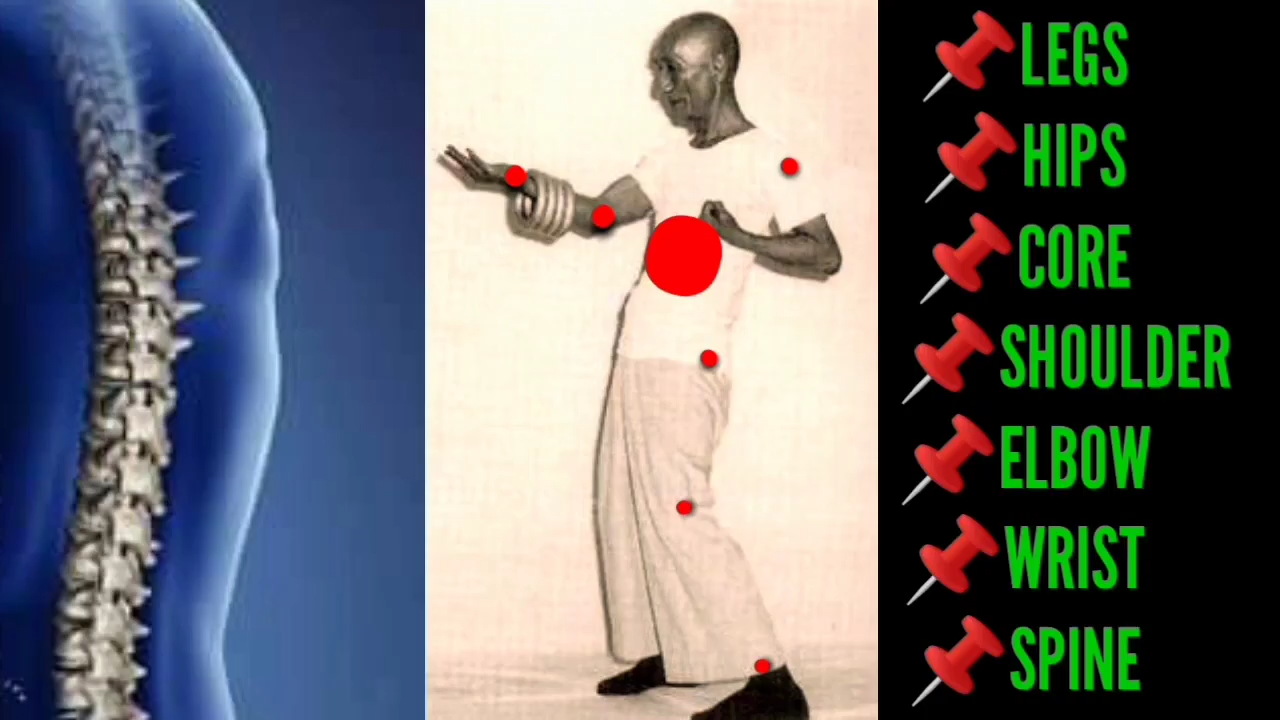 LEGS
HIPS
CORE
SHOULDER
ELBOW
WRIST
SPINE